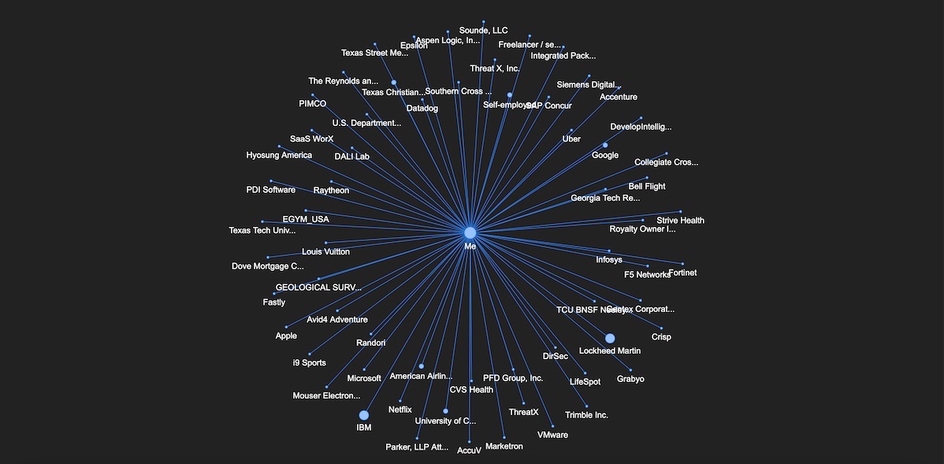 Sounde, LLC
Aspen Logic, In...
Epsilon
Freelancer / se...
Texas Street Me...
Integrated Pack...
Threat X, Inc.
The Reynolds an...
Siemens Digital...
Texas Christian...
Southern Cross ...
Accenture
PIMCO
Datadog
Self-employed
SAP Concur
U.S. Department...
DevelopIntellig...
SaaS WorX
Uber
Hyosung America
DALI Lab
Google
Collegiate Cros...
PDI Software
Raytheon
Bell Flight
Georgia Tech Re...
EGYM_USA
Strive Health
Texas Tech Univ...
Royalty Owner I...
Me
Louis Vuitton
Infosys
Dove Mortgage C...
F5 Networks
Fortinet
GEOLOGICAL SURV...
Fastly
TCU BNSF
Corporat...
Avid4 Adventure
Apple
Crisp
Randori
Lockheed Martin
DirSec
i9 Sports
Microsoft
American Airlin...
PFD Group, Inc.
Grabyo
LifeSpot
CVS Health
Mouser Electron...
Netflix
ThreatX
Trimble Inc.
University of C...
IBM
VMware
Parker, LLP Att...
Marketron
AccuV